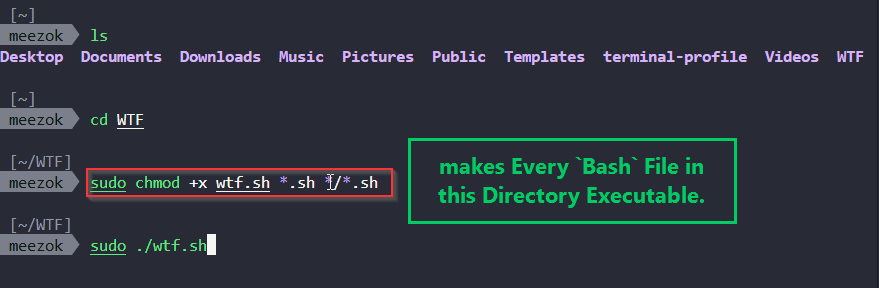 [~]
meezok ls
Desktop Documents Downloads Music Pictures Public Templates terminal-profile Videos WTF
[~]
meezok cd WTF
[~/WTF]
meezok sudo chmod +x wtf.sh *.sh */*.sh
makes Every `Bash` File in
this Directory Executable.
[~/WTF]
meezok sudo ./wtf.sh